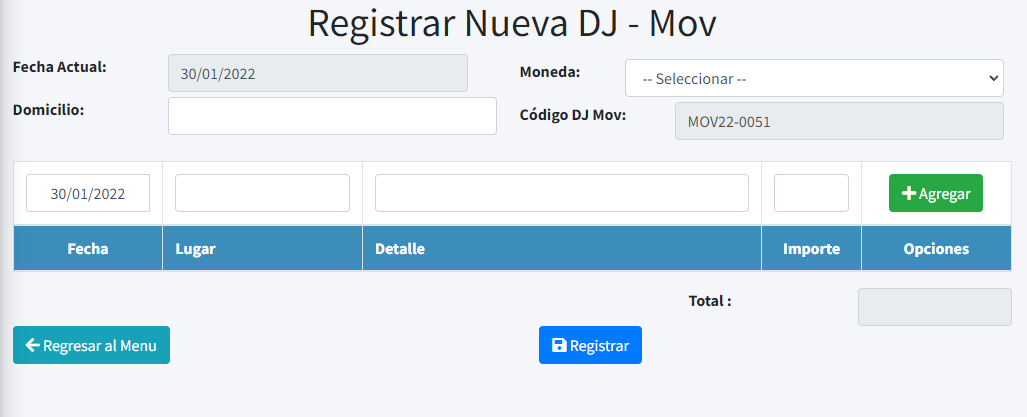 Registrar Nueva DJ - Mov
Fecha Actual: 30/01/2022 Moneda: -- Seleccionar --
Domicilio: Código DJ Mov: MOV22-0051
30/01/2022 Agregar
Fecha Lugar Detalle Importe Opciones
Total :
Regresar al Menu Registrar